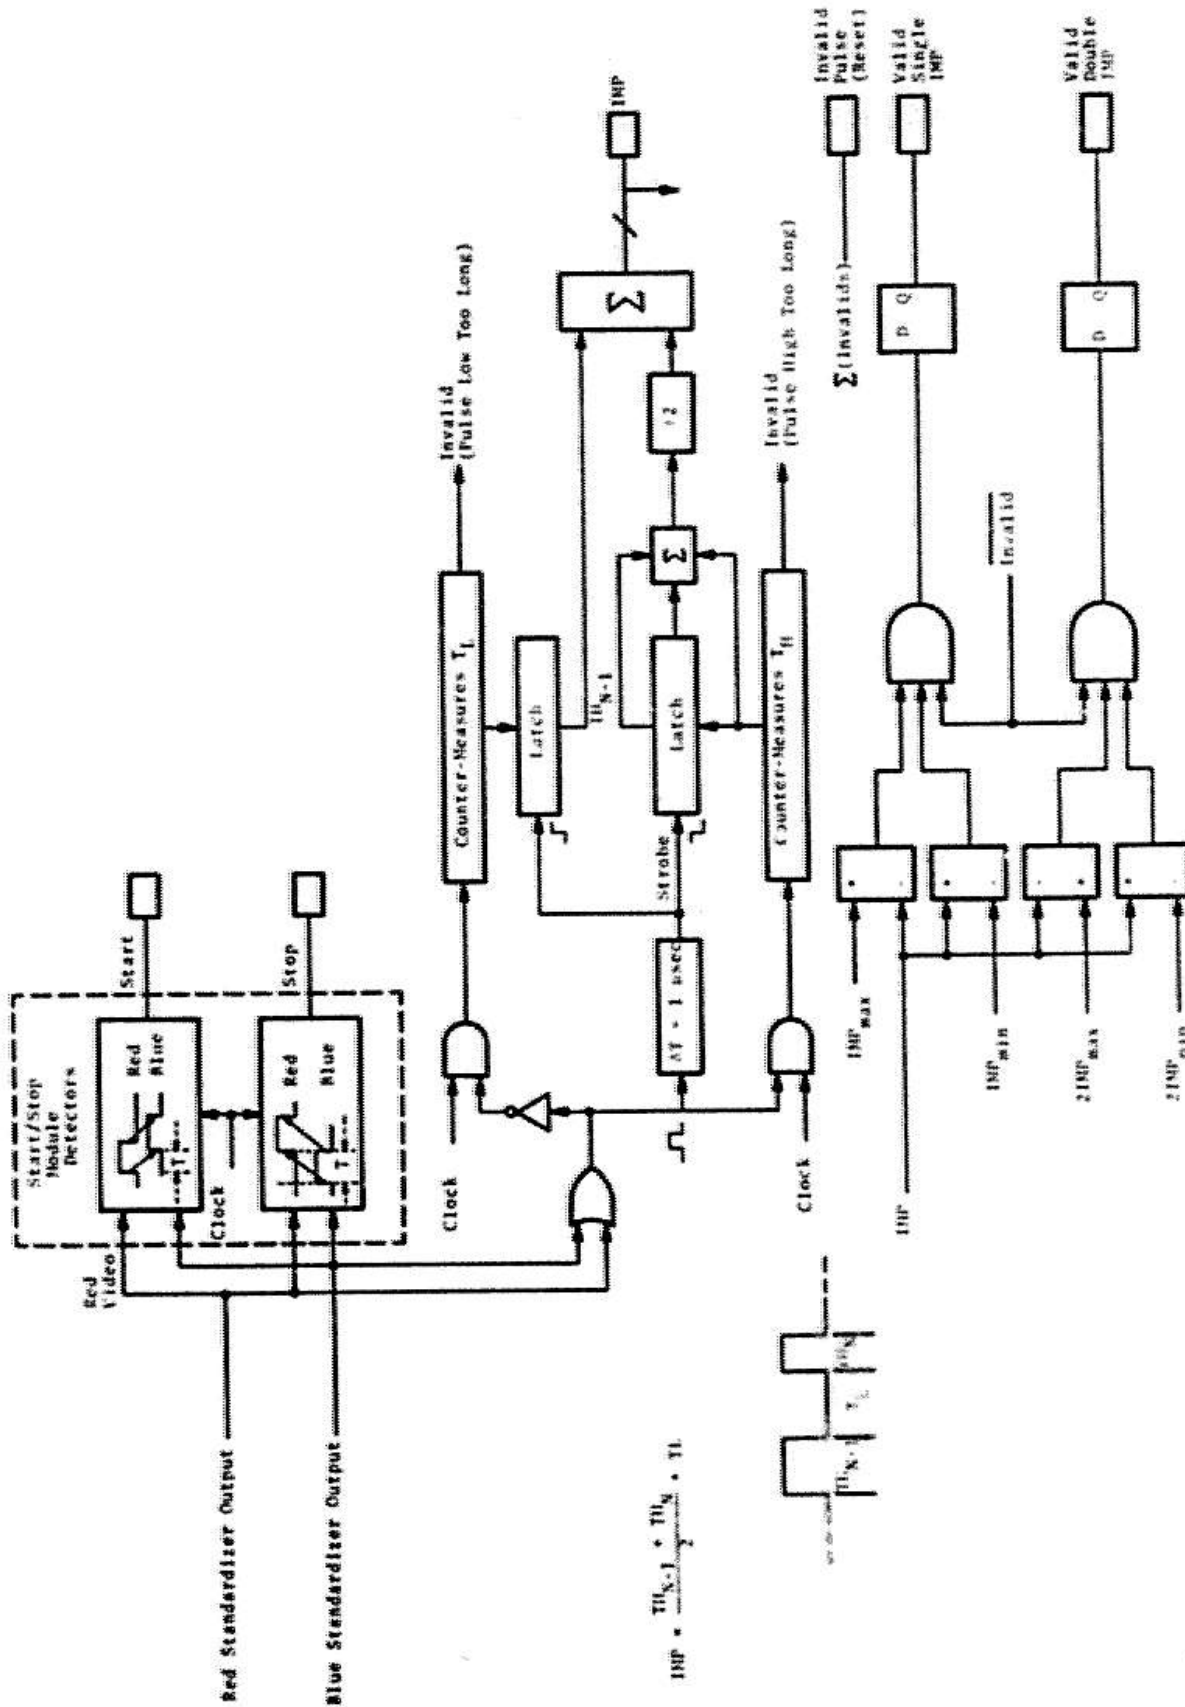 Start/Stop
Module
Detectors
Red Standardizer Output
Blue Standardizer Output
Red
Video
Red
Blue
T
Start
Clock
Red
Blue
T
Stop
Clock
Counter-Measures T_L
Invalid
(Pulse Low Too Long)
Latch
TH_N-1
ΔT = 1 μsec
Strobe
Latch
Σ
÷2
Σ
IMP
Clock
Counter-Measures T_H
Invalid
(Pulse High Too Long)
IMP = TH_N-1 + TH_N
2
+ TL
TH_N-1
T_L
TH_N
Σ(Invalids)
Invalid
Pulse
(Reset)
IMP_max
IMP
IMP_min
2IMP_max
2IMP_min
+
-
+
-
-
+
+
-
Invalid
D Q
Valid
Single
IMP
D Q
Valid
Double
IMP